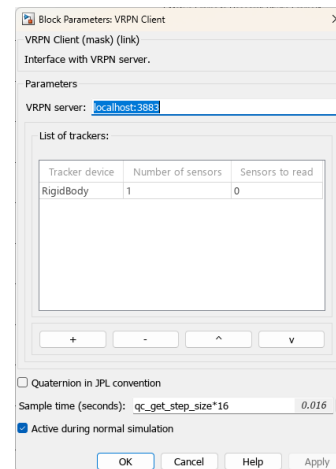 Block Parameters: VRPN Client
VRPN Client (mask) (link)
Interface with VRPN server.
Parameters
VRPN server: localhost:3883
List of trackers:
Tracker device Number of sensors Sensors to read
RigidBody 1 0
+ - ^ v
Quaternion in JPL convention
Sample time (seconds): qc_get_step_size*16 0.016
Active during normal simulation
OK Cancel Help Apply